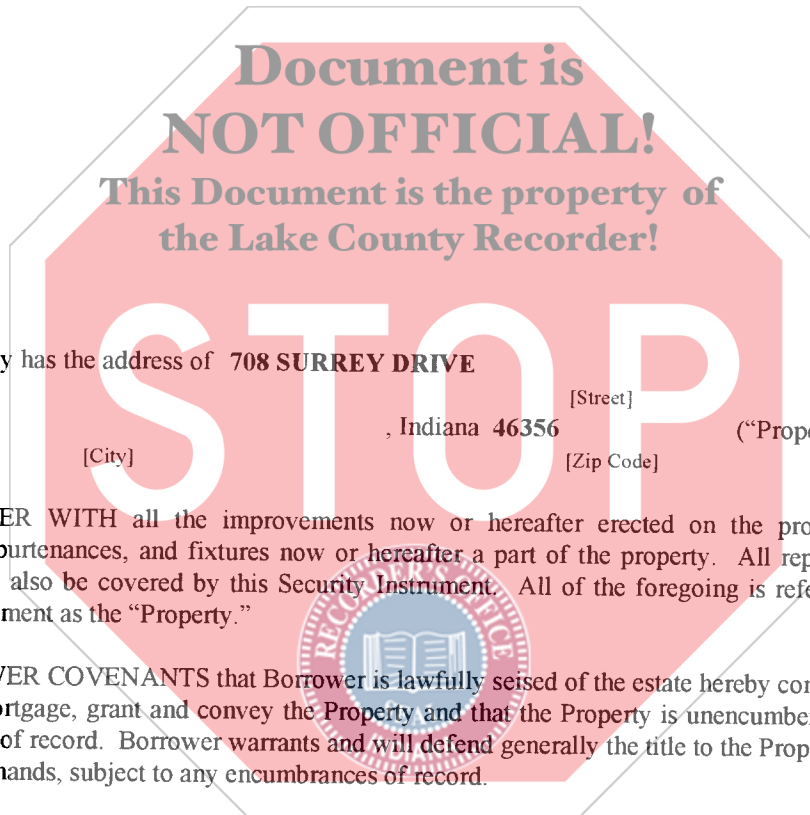 Document is
NOT OFFICIAL!
This Document is the property of
the Lake County Recorder!
STOP
y has the address of 708 SURREY DRIVE
[Street]
, Indiana 46356 (“Prope
[City] [Zip Code]
ER WITH all the improvements now or hereafter erected on the pro
purtenances, and fixtures now or hereafter a part of the property. All rep
also be covered by this Security Instrument. All of the foregoing is refe
ment as the “Property.”
VER COVENANTS that Borrower is lawfully seised of the estate hereby con
ortgage, grant and convey the Property and that the Property is unencumbe
of record. Borrower warrants and will defend generally the title to the Prop
nands, subject to any encumbrances of record.
RECORDER'S OFFICE
SEAL
INDIANA